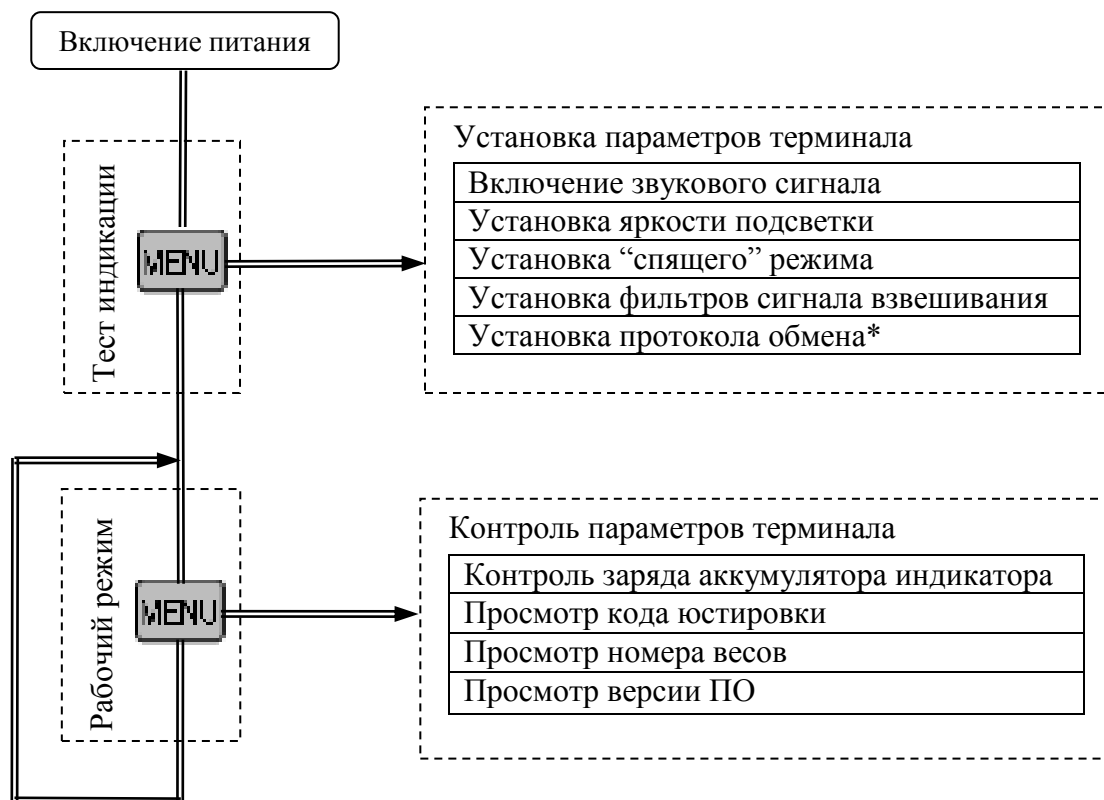 Включение питания
Тест индикации
MENU
Установка параметров терминала
Включение звукового сигнала
Установка яркости подсветки
Установка “спящего” режима
Установка фильтров сигнала взвешивания
Установка протокола обмена*
Рабочий режим
MENU
Контроль параметров терминала
Контроль заряда аккумулятора индикатора
Просмотр кода юстировки
Просмотр номера весов
Просмотр версии ПО